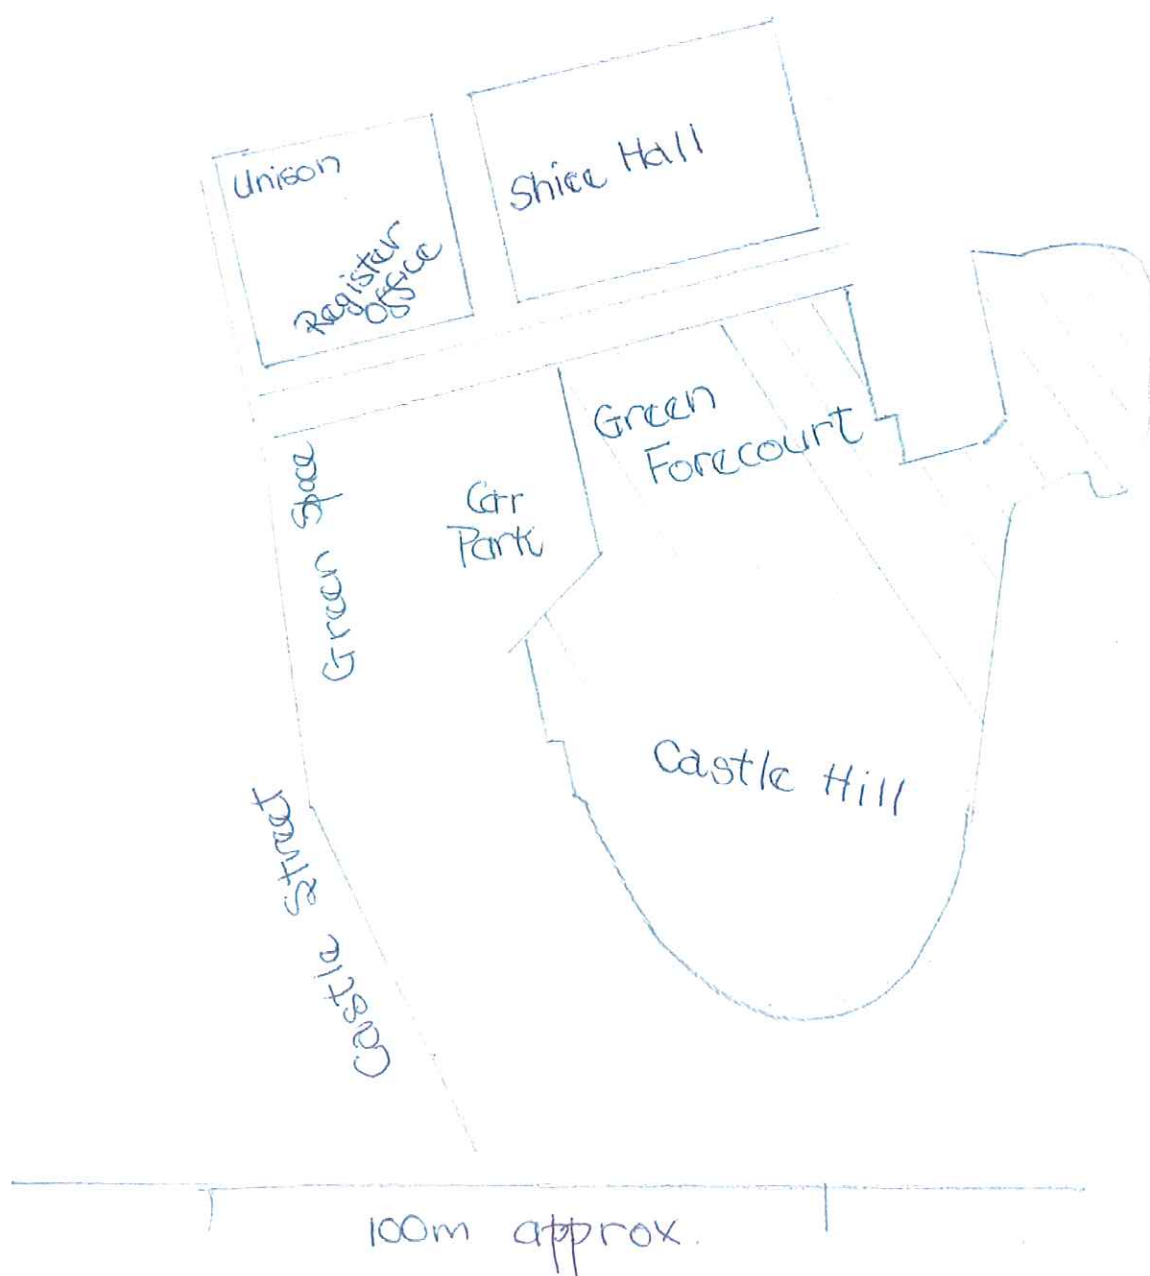 Unison
Register
Office
Shire Hall
Green
Forecourt
Green Space
Car
Park
Castle Hill
Castle Street
100m approx.